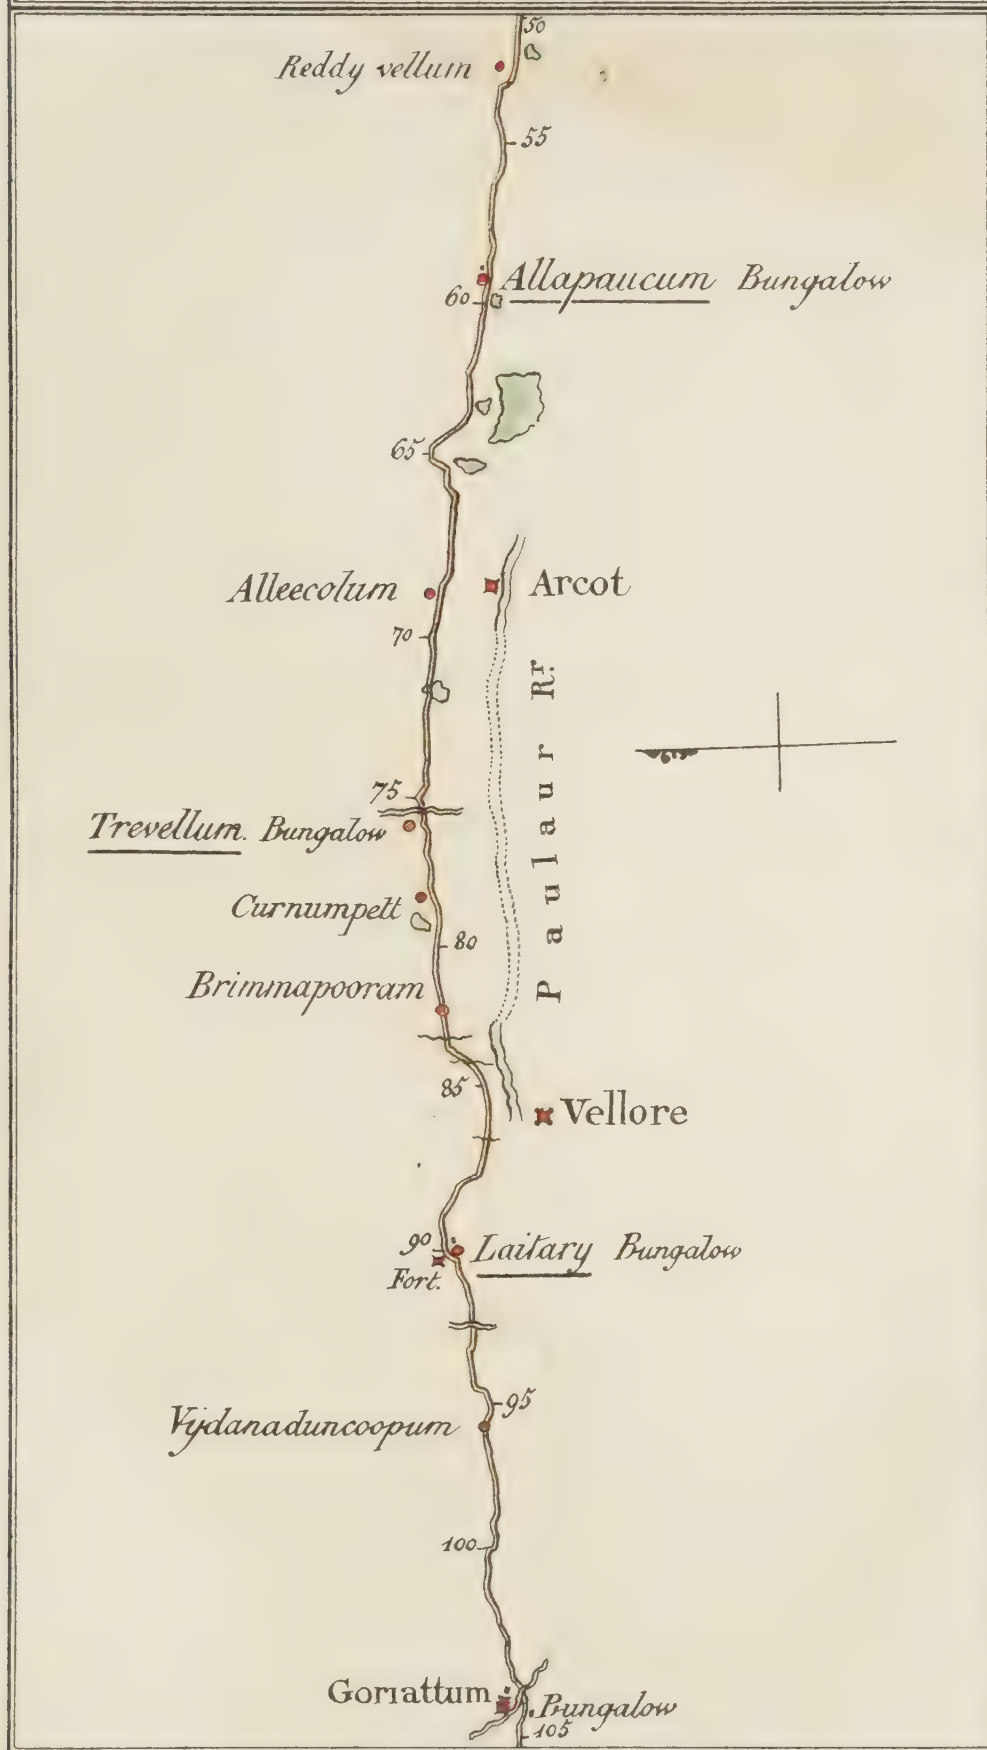 50
Reddy vellum
55
Allapaucum Bungalow
60
65
Alleecolum
Arcot
70
Paulaur Rr.
75
Trevellum. Bungalow
Curnumpett
80
Brimmapooram
85
Vellore
90
Laitary Bungalow
Fort.
95
Vijdanaduncoopum
100
Goriattum
Bungalow
105